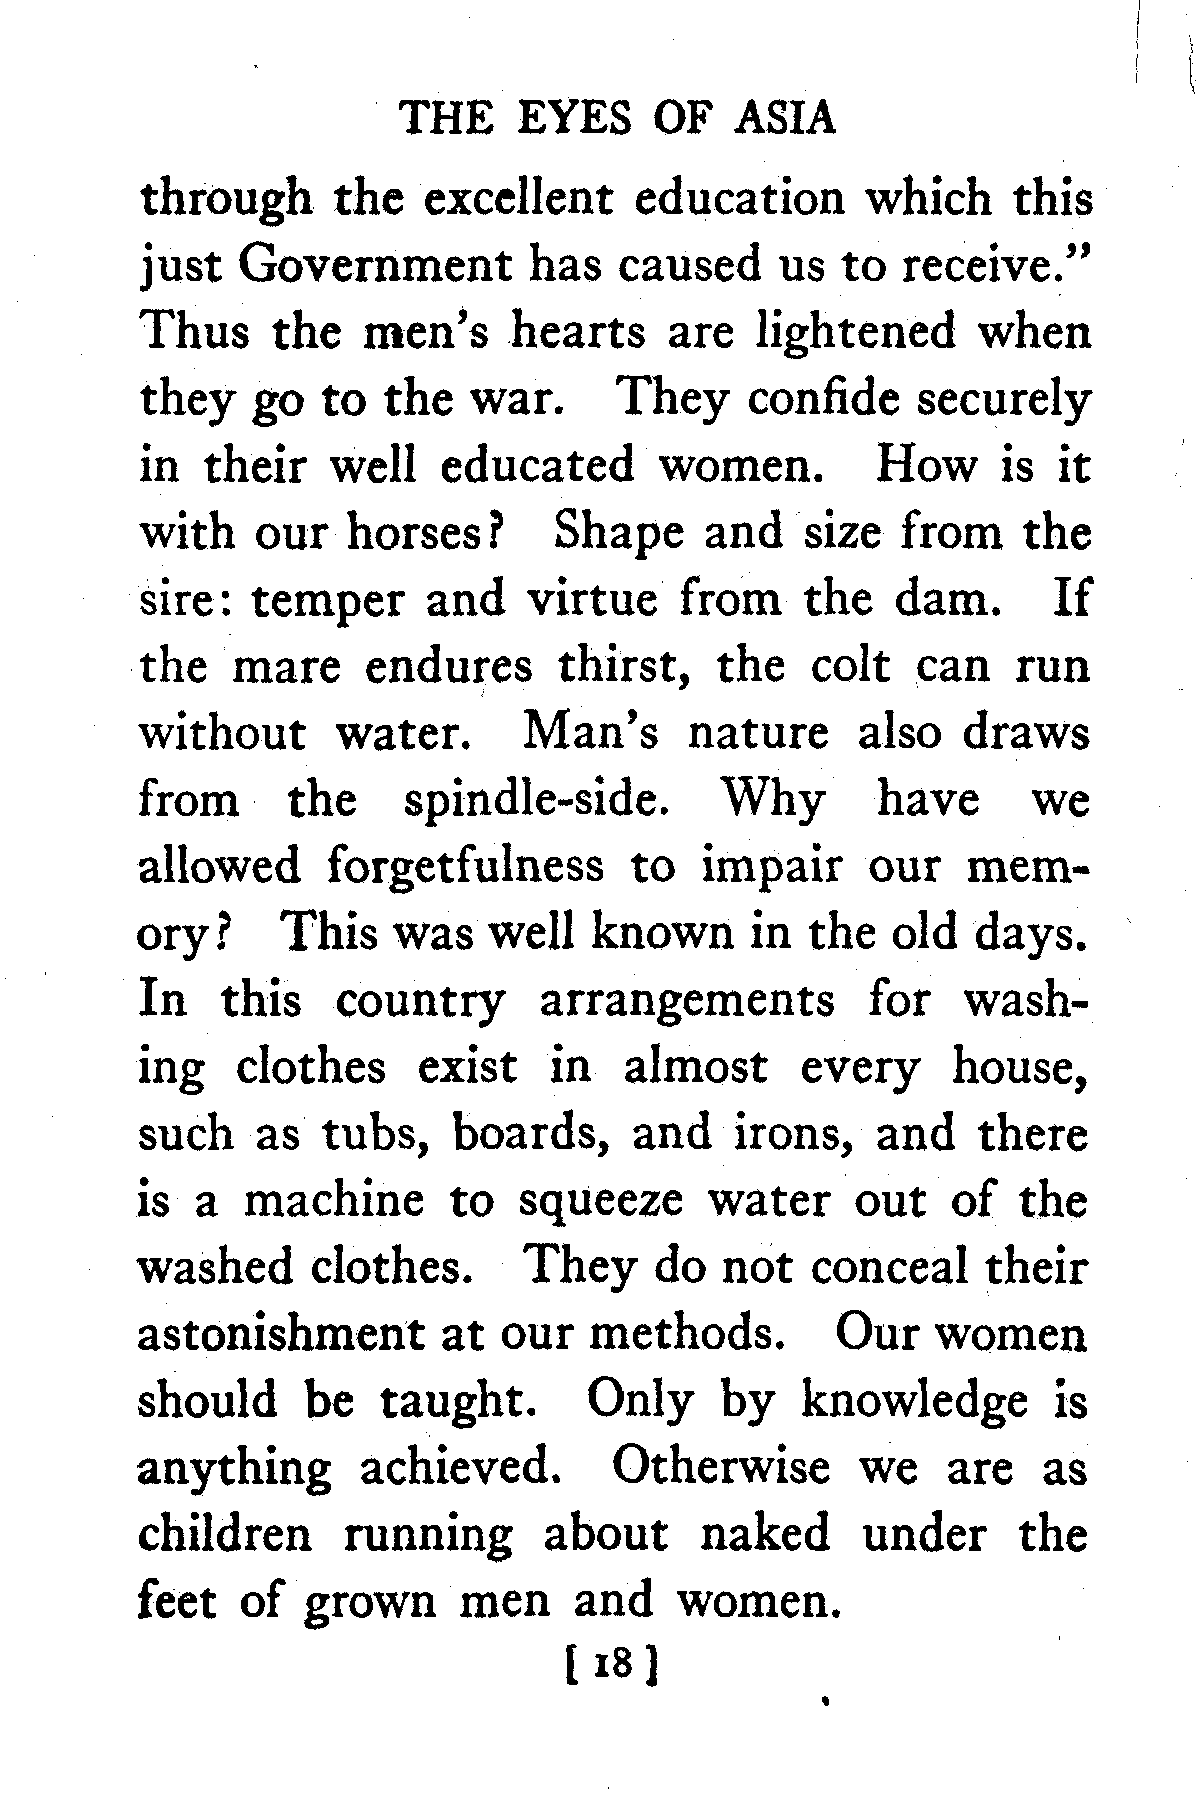 THE EYES OF ASIA
through the excellent education which this
just Government has caused us to receive."
Thus the men's hearts are lightened when
they go to the war. They confide securely
in their well educated women. How is it
with our horses? Shape and size from the
sire: temper and virtue from the dam. If
the mare endures thirst, the colt can run
without water. Man's nature also draws
from the spindle-side. Why have we
allowed forgetfulness to impair our mem-
ory? This was well known in the old days.
In this country arrangements for wash-
ing clothes exist in almost every house,
such as tubs, boards, and irons, and there
is a machine to squeeze water out of the
washed clothes. They do not conceal their
astonishment at our methods. Our women
should be taught. Only by knowledge is
anything achieved. Otherwise we are as
children running about naked under the
feet of grown men and women.
[ 18 ]